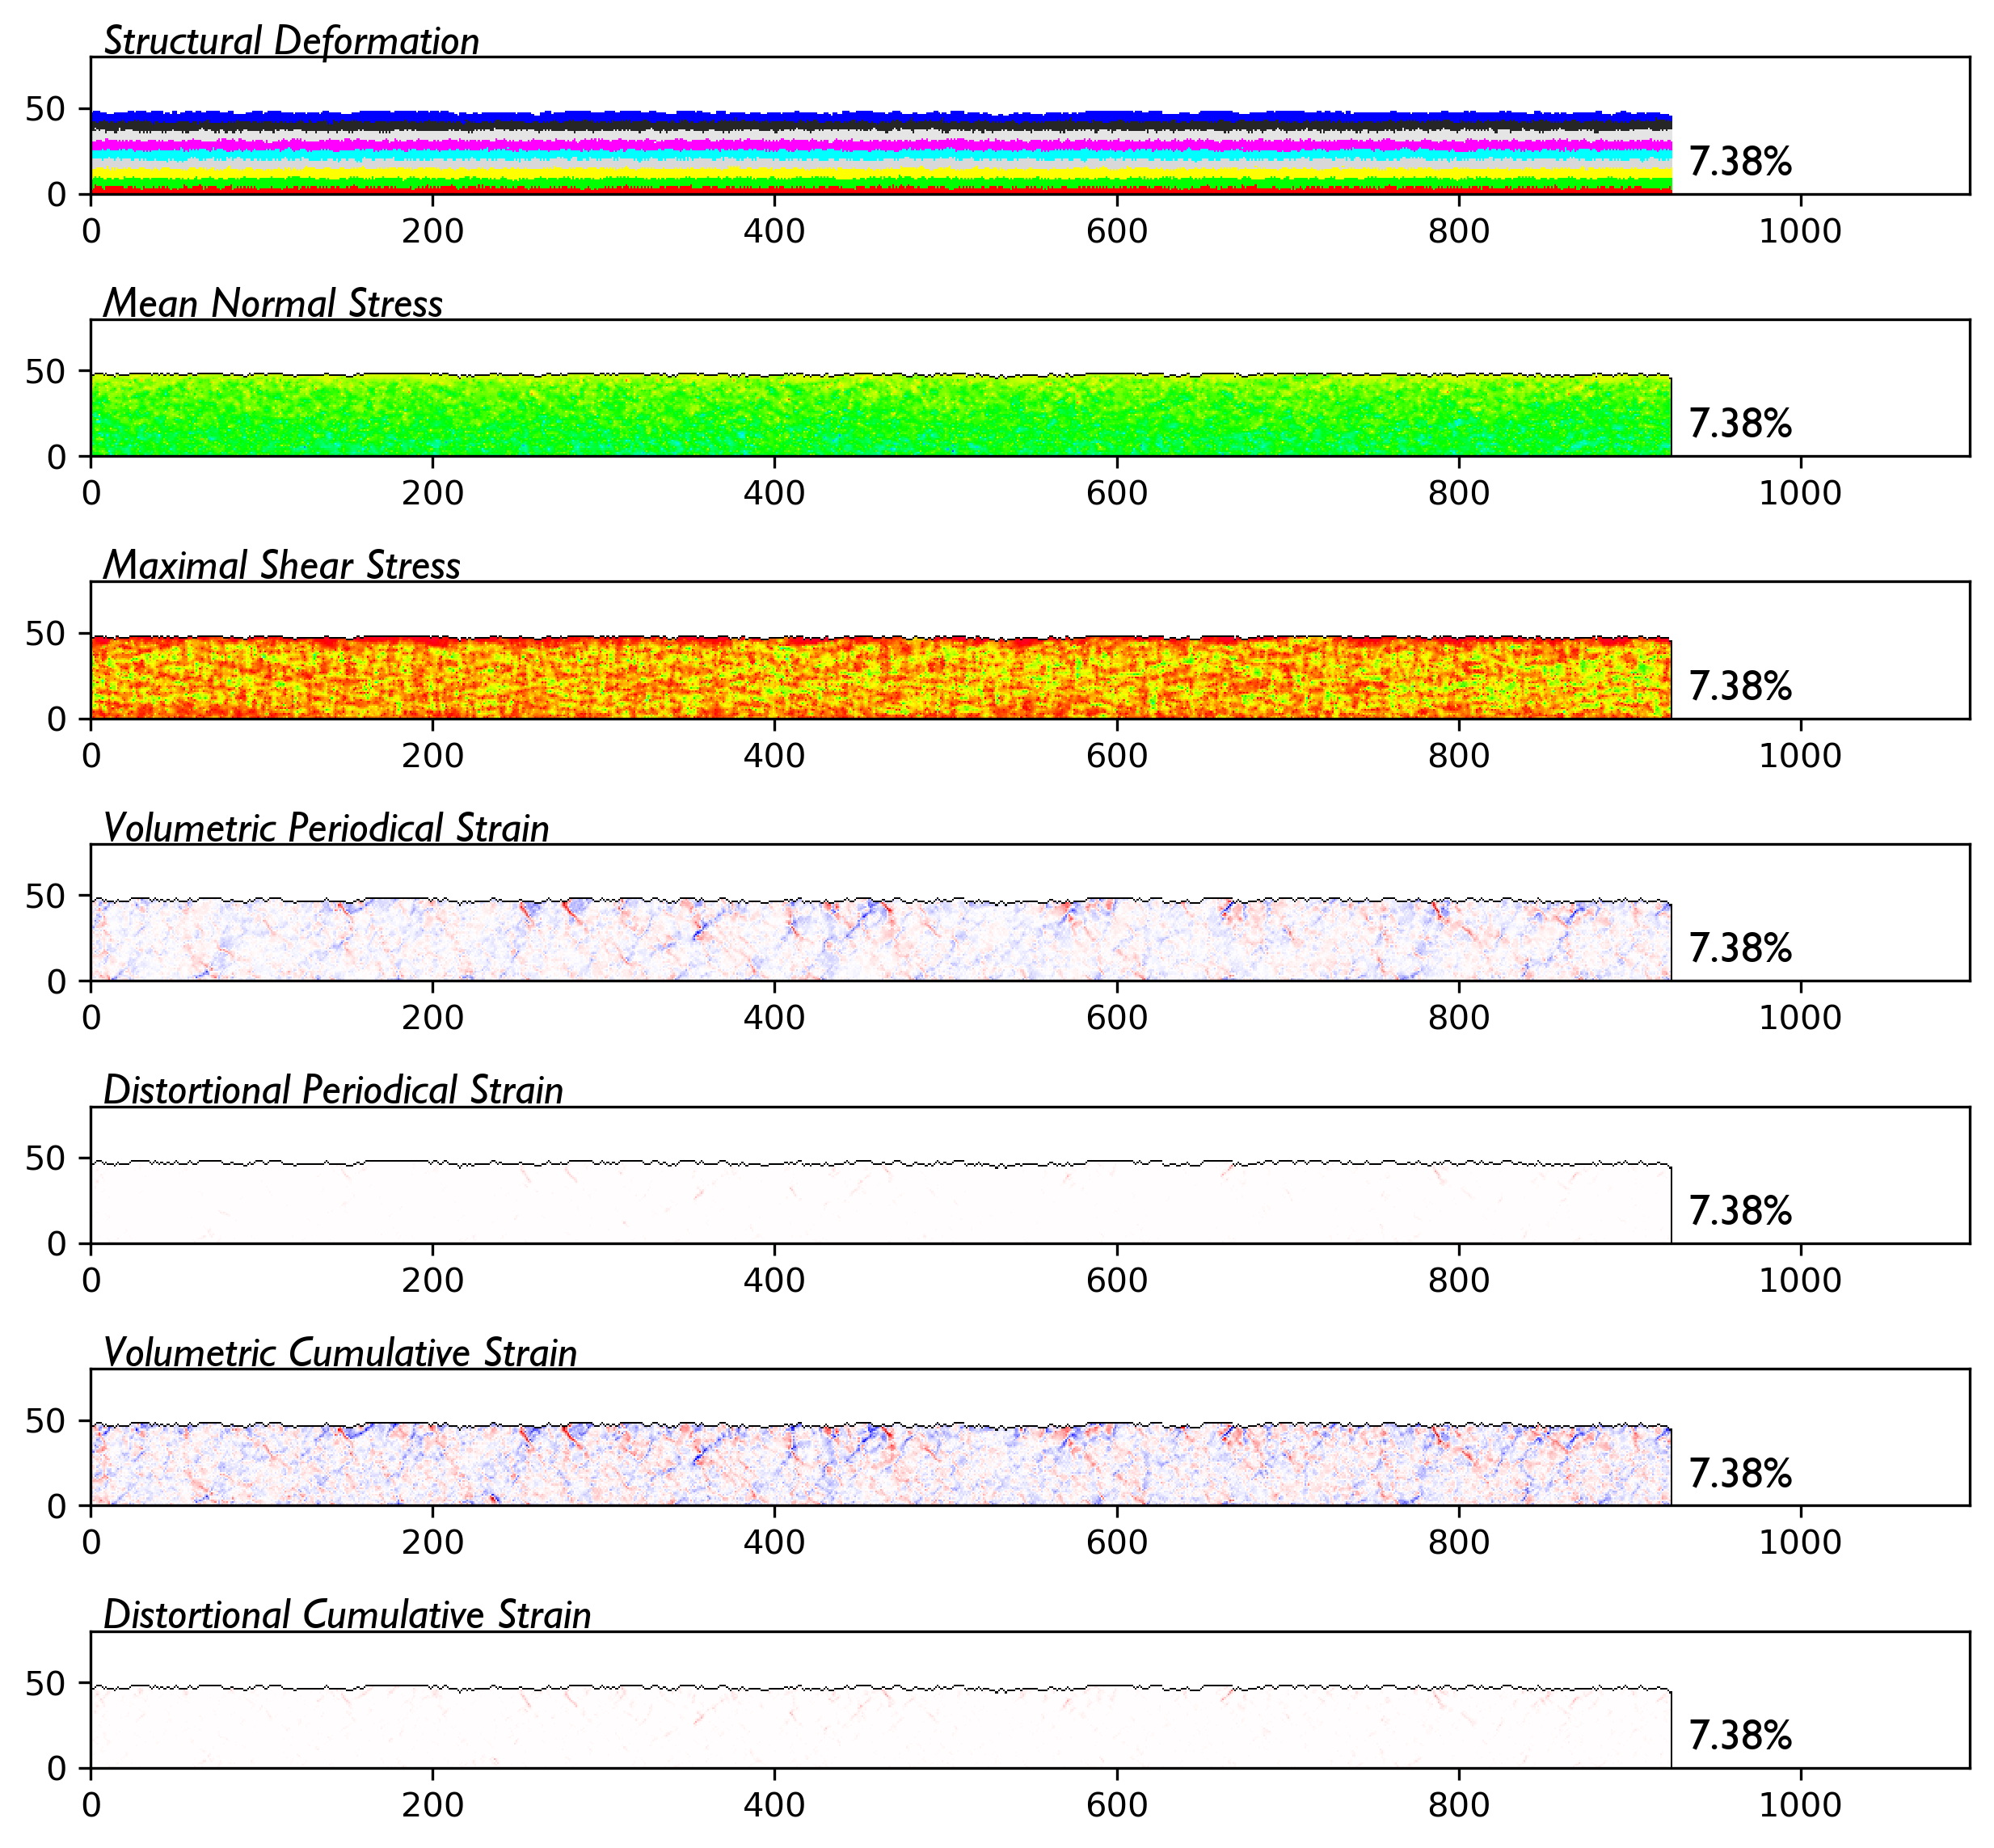 Structural Deformation
50
0
7.38%
0 200 400 600 800 1000
Mean Normal Stress
50
0
7.38%
0 200 400 600 800 1000
Maximal Shear Stress
50
0
7.38%
0 200 400 600 800 1000
Volumetric Periodical Strain
50
0
7.38%
0 200 400 600 800 1000
Distortional Periodical Strain
50
0
7.38%
0 200 400 600 800 1000
Volumetric Cumulative Strain
50
0
7.38%
0 200 400 600 800 1000
Distortional Cumulative Strain
50
0
7.38%
0 200 400 600 800 1000